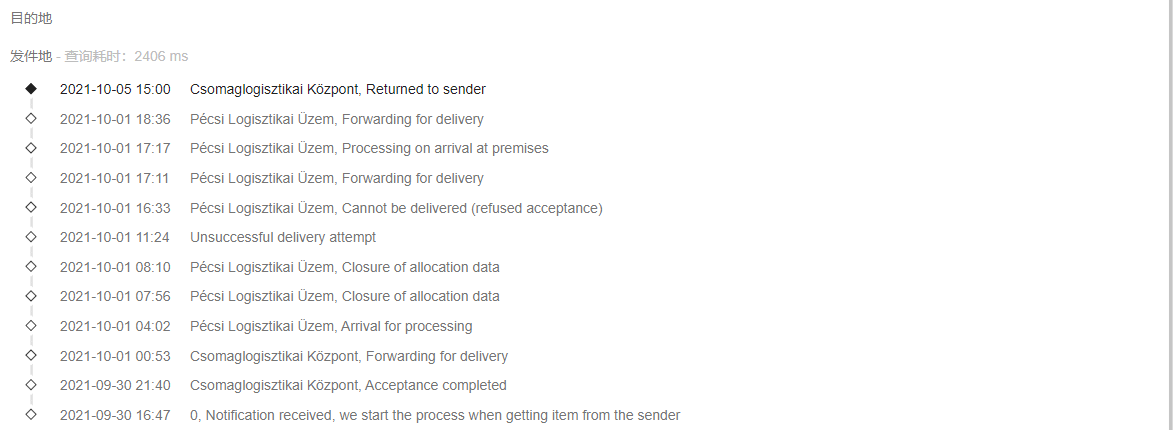 目的地
发件地 - 查询耗时：2406 ms
2021-10-05 15:00 Csomaglogisztikai Központ, Returned to sender
2021-10-01 18:36 Pécsi Logisztikai Üzem, Forwarding for delivery
2021-10-01 17:17 Pécsi Logisztikai Üzem, Processing on arrival at premises
2021-10-01 17:11 Pécsi Logisztikai Üzem, Forwarding for delivery
2021-10-01 16:33 Pécsi Logisztikai Üzem, Cannot be delivered (refused acceptance)
2021-10-01 11:24 Unsuccessful delivery attempt
2021-10-01 08:10 Pécsi Logisztikai Üzem, Closure of allocation data
2021-10-01 07:56 Pécsi Logisztikai Üzem, Closure of allocation data
2021-10-01 04:02 Pécsi Logisztikai Üzem, Arrival for processing
2021-10-01 00:53 Csomaglogisztikai Központ, Forwarding for delivery
2021-09-30 21:40 Csomaglogisztikai Központ, Acceptance completed
2021-09-30 16:47 0, Notification received, we start the process when getting item from the sender